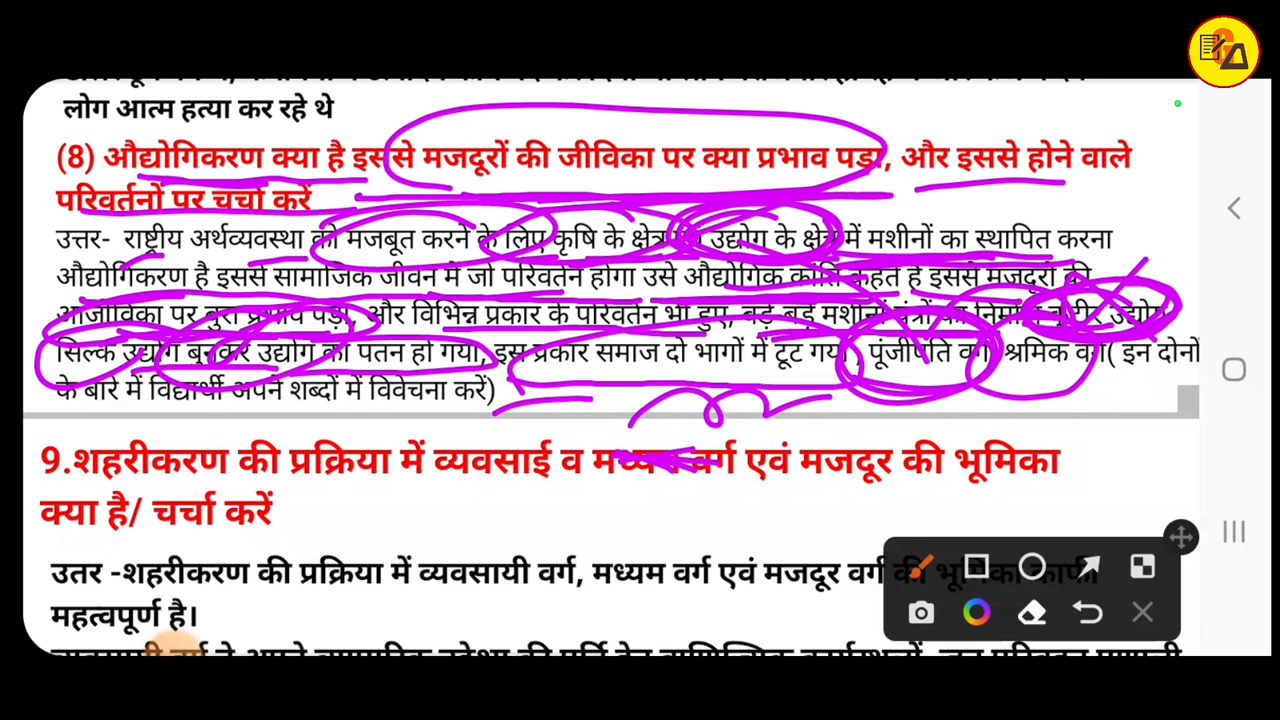 लोग आत्म हत्या कर रहे थे
(8) औद्योगिकरण क्या है इससे मजदूरों की जीविका पर क्या प्रभाव पड़ा, और इससे होने वाले
परिवर्तनों पर चर्चा करें
उत्तर- राष्ट्रीय अर्थव्यवस्था को मजबूत करने के लिए कृषि के क्षेत्र उद्योग के क्षेत्र में मशीनों का स्थापित करना
औद्योगिकरण है इससे सामाजिक जीवन में जो परिवर्तन होगा उसे औद्योगिक क्रांति कहते हैं इससे मजदूरों की
आजीविका पर बुरा प्रभाव पड़ा, और विभिन्न प्रकार के परिवर्तन भी हुए, बड़े-बड़े मशीनों यंत्रों का निर्माण कुटीर उद्योग
सिल्क उद्योग बुनकर उद्योग का पतन हो गया, इस प्रकार समाज दो भागों में टूट गया पूंजीपति वर्ग श्रमिक वर्ग( इन दोनों
के बारे में विद्यार्थी अपने शब्दों में विवेचना करें)
9.शहरीकरण की प्रक्रिया में व्यवसाई व मध्यम वर्ग एवं मजदूर की भूमिका
क्या है/ चर्चा करें
उतर -शहरीकरण की प्रक्रिया में व्यवसायी वर्ग, मध्यम वर्ग एवं मजदूर वर्ग की भूमिका काफी
महत्वपूर्ण है।